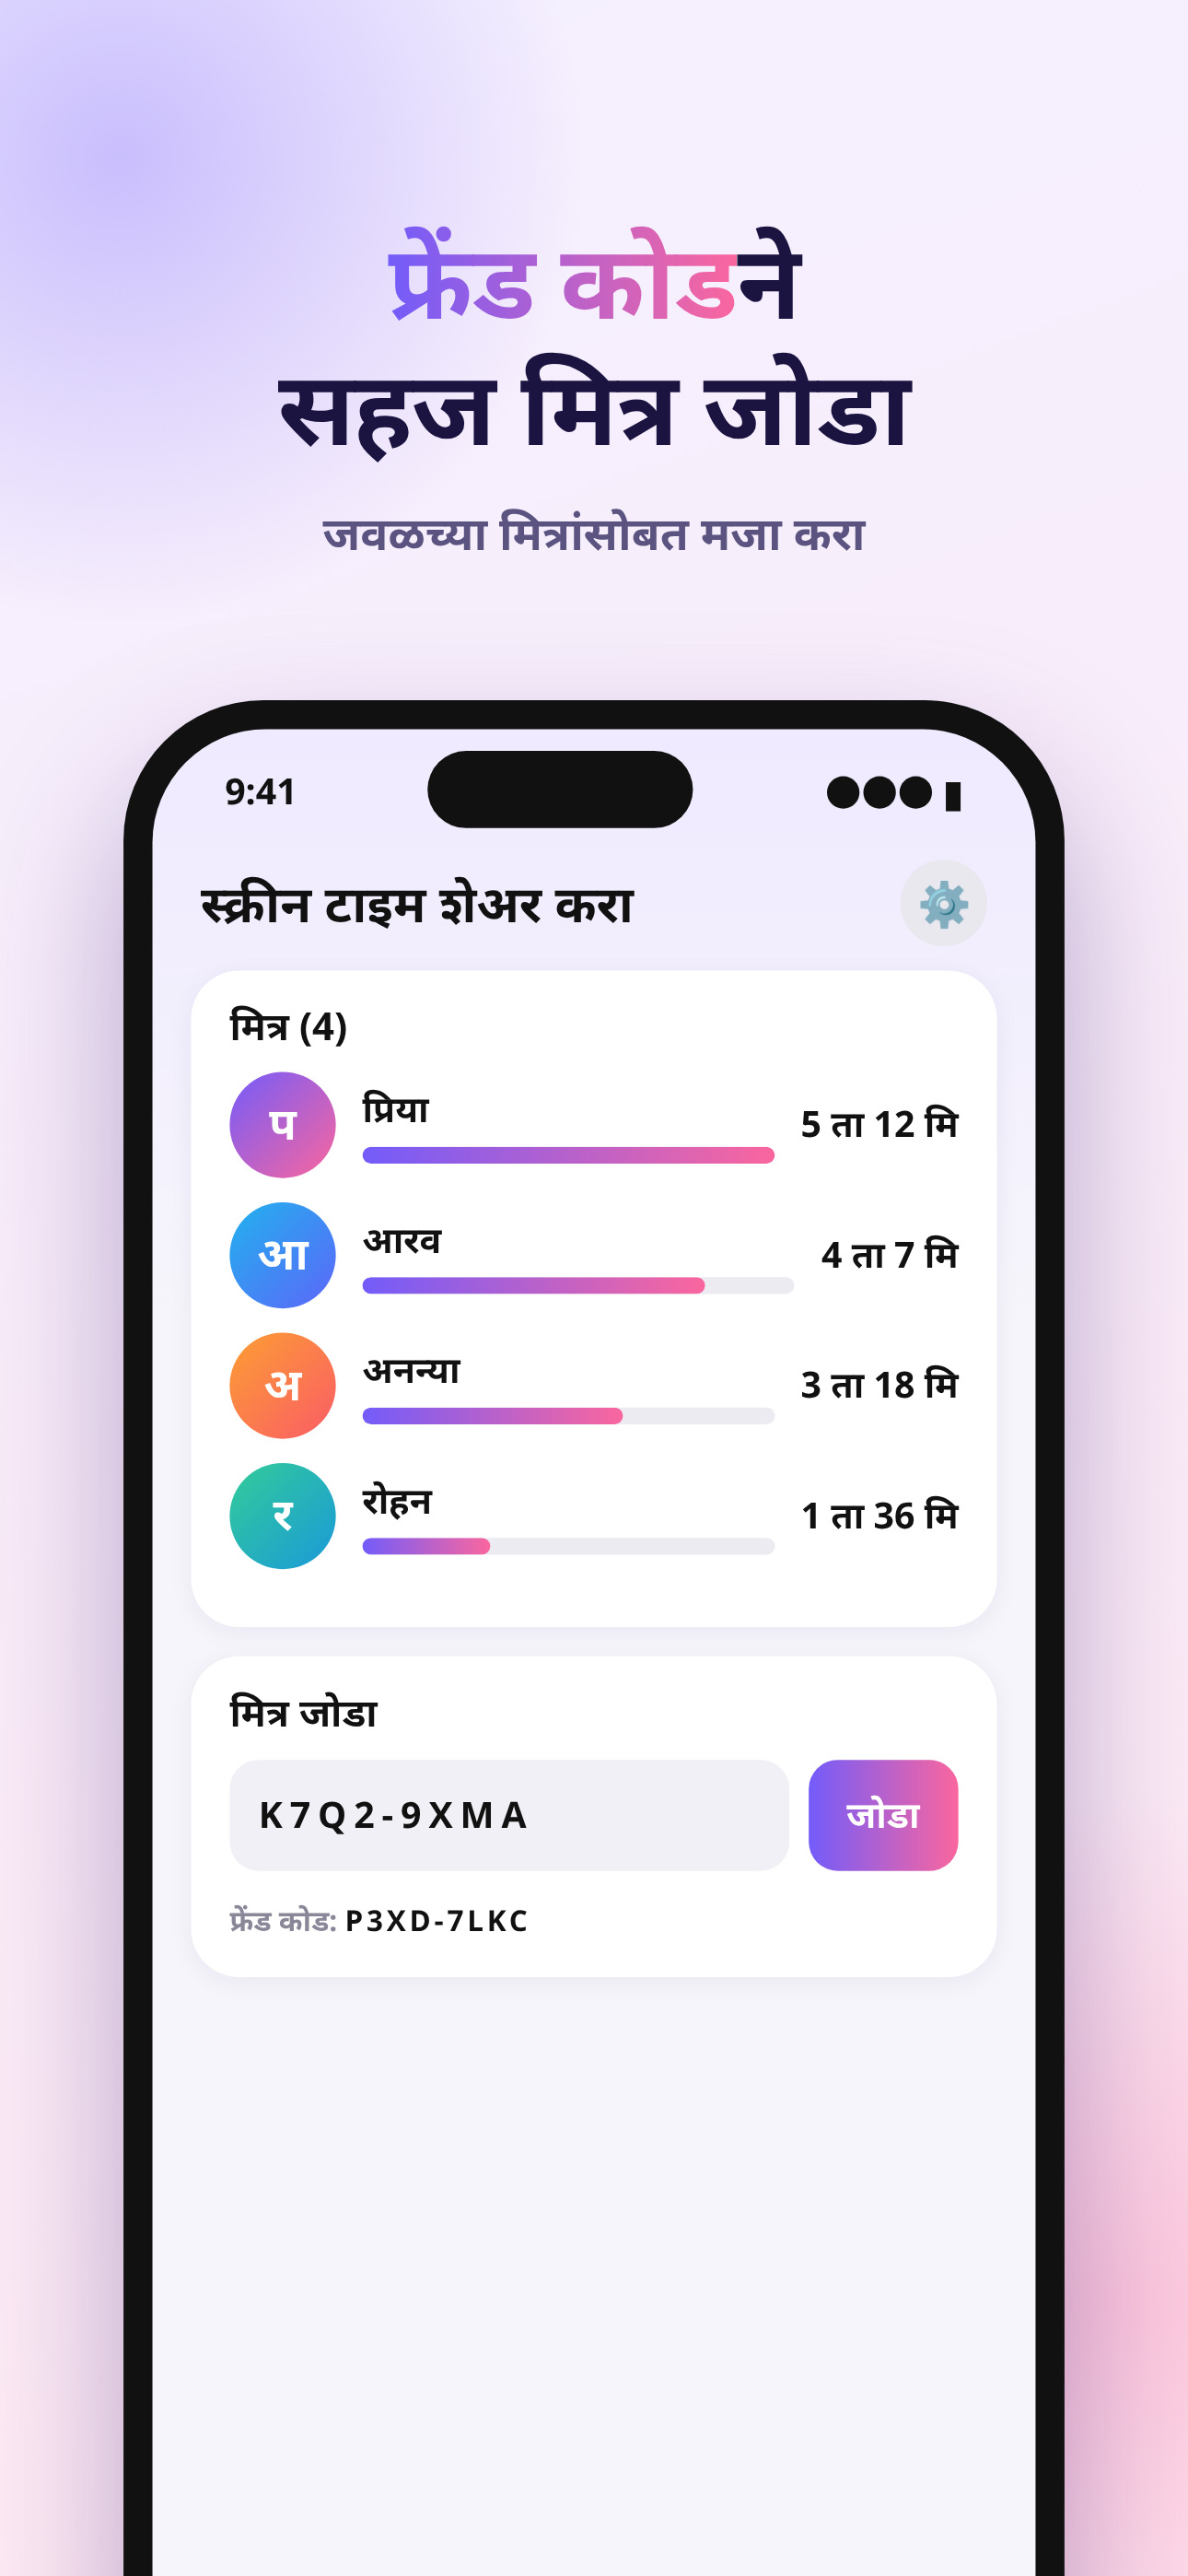 फ्रेंड कोडने
सहज मित्र जोडा
जवळच्या मित्रांसोबत मजा करा
9:41
स्क्रीन टाइम शेअर करा
मित्र (4)
प
प्रिया
5 ता 12 मि
आ
आरव
4 ता 7 मि
अ
अनन्या
3 ता 18 मि
र
रोहन
1 ता 36 मि
मित्र जोडा
K7Q2-9XMA
जोडा
फ्रेंड कोड: P3XD-7LKC